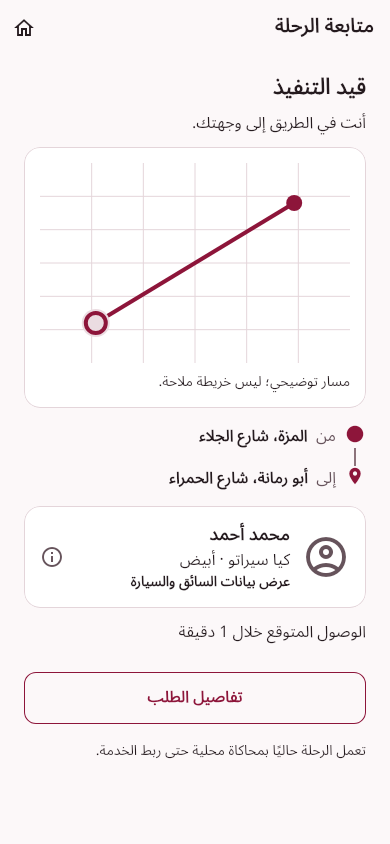 متابعة الرحلة
قيد التنفيذ
أنت في الطريق إلى وجهتك.
مسار توضيحي؛ ليس خريطة ملاحة.
من المزة، شارع الجلاء
إلى أبو رمانة، شارع الحمراء
محمد أحمد
كيا سيراتو · أبيض
عرض بيانات السائق والسيارة
الوصول المتوقع خلال 1 دقيقة
تفاصيل الطلب
تعمل الرحلة حاليًا بمحاكاة محلية حتى ربط الخدمة.